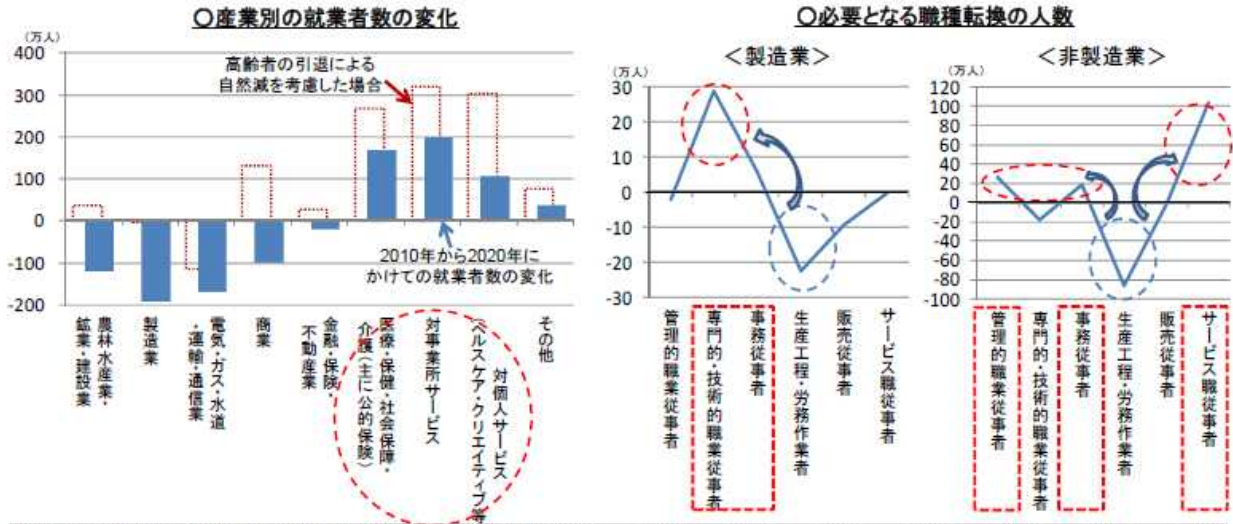 ○産業別の就業者数の変化
(万人)
400
300
200
100
0
-100
-200
高齢者の引退による
自然減を考慮した場合
2010年から2020年に
かけての就業者数の変化
農林水産業・
鉱業・建設業
製造業
電気・ガス・水道
・運輸・通信業
商業
金融・保険・
不動産業
医療・保健・社会保障・
介護(主に公的保険)
対事業所サービス
対個人サービス
(ヘルスケア・クリエイティブ等
その他
○必要となる職種転換の人数
<製造業>
(万人)
30
20
10
0
-10
-20
-30
管理的職業従事者
専門的・技術的職業従事者
事務従事者
生産工程・労務作業者
販売従事者
サービス職従事者
<非製造業>
(万人)
120
100
80
60
40
20
0
-20
-40
-60
-80
-100
管理的職業従事者
専門的・技術的職業従事者
事務従事者
生産工程・労務作業者
販売従事者
サービス職従事者